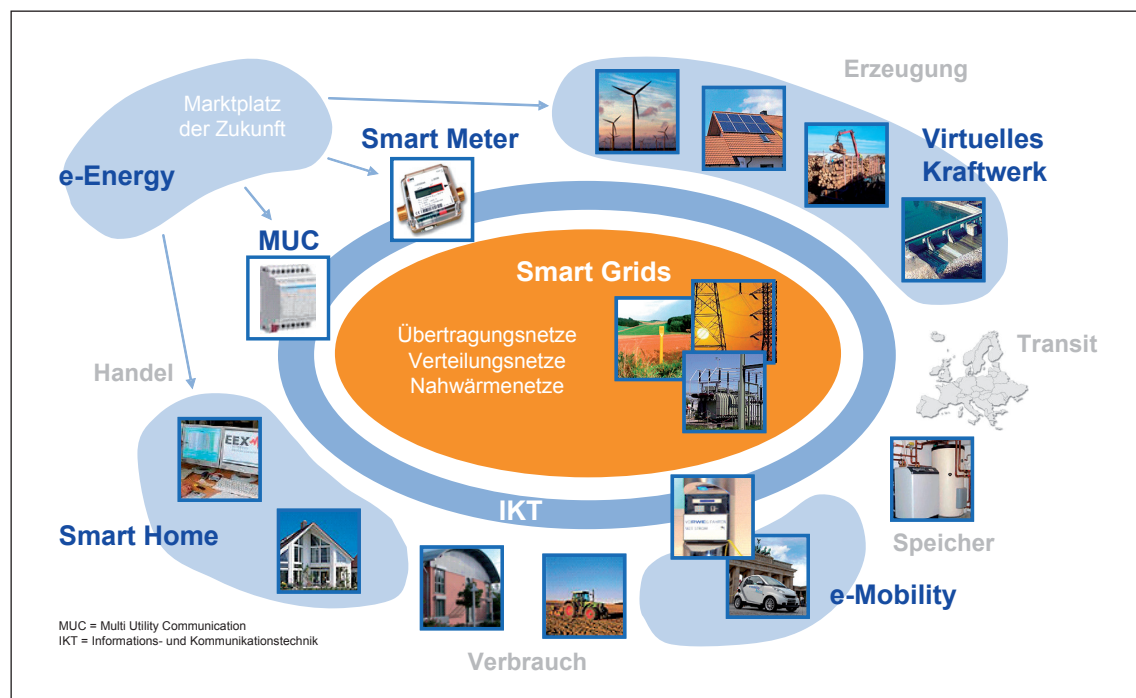 Erzeugung
Marktplatz
der Zukunft
Smart Meter
Virtuelles
Kraftwerk
e-Energy
MUC
Smart Grids
Übertragungsnetze
Verteilungsnetze
Nahwärmenetze
Transit
Handel
EEX
IKT
Smart Home
Speicher
e-Mobility
MUC = Multi Utility Communication
IKT = Informations- und Kommunikationstechnik
Verbrauch